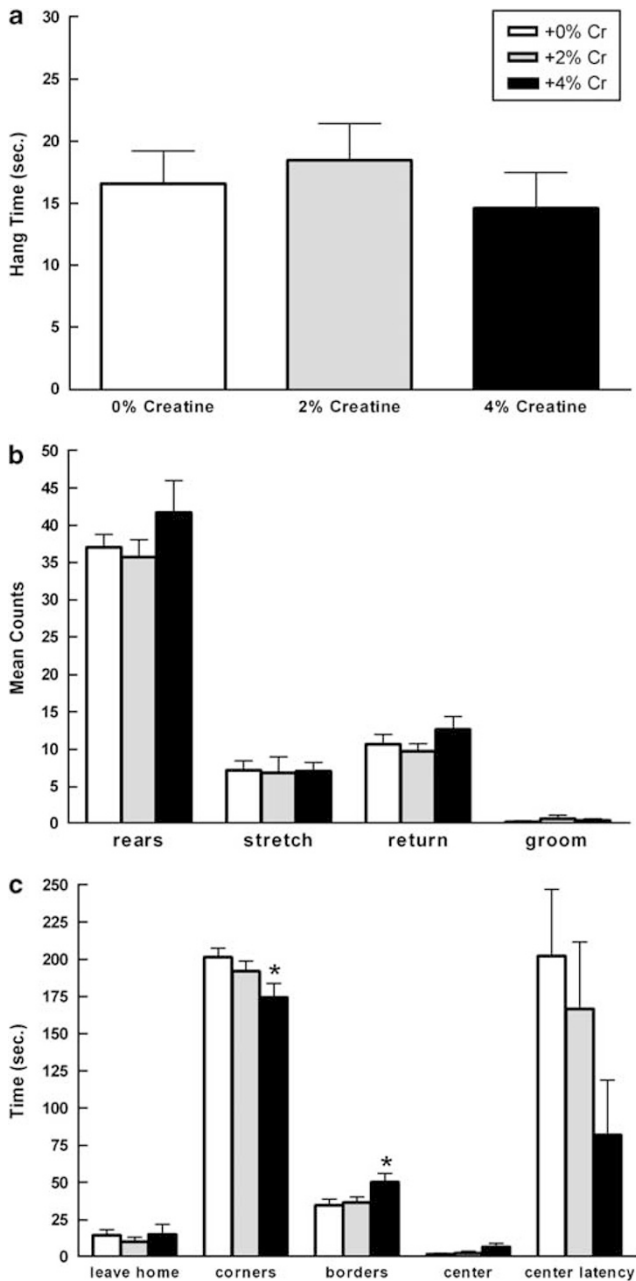 a
+0% Cr
+2% Cr
+4% Cr
Hang Time (sec.)
30
25
20
15
10
5
0
0% Creatine 2% Creatine 4% Creatine
b
Mean Counts
50
45
40
35
30
25
20
15
10
5
0
rears stretch return groom
c
Time (sec.)
250
225
200
175
150
125
100
75
50
25
0
*
*
leave home corners borders center center latency